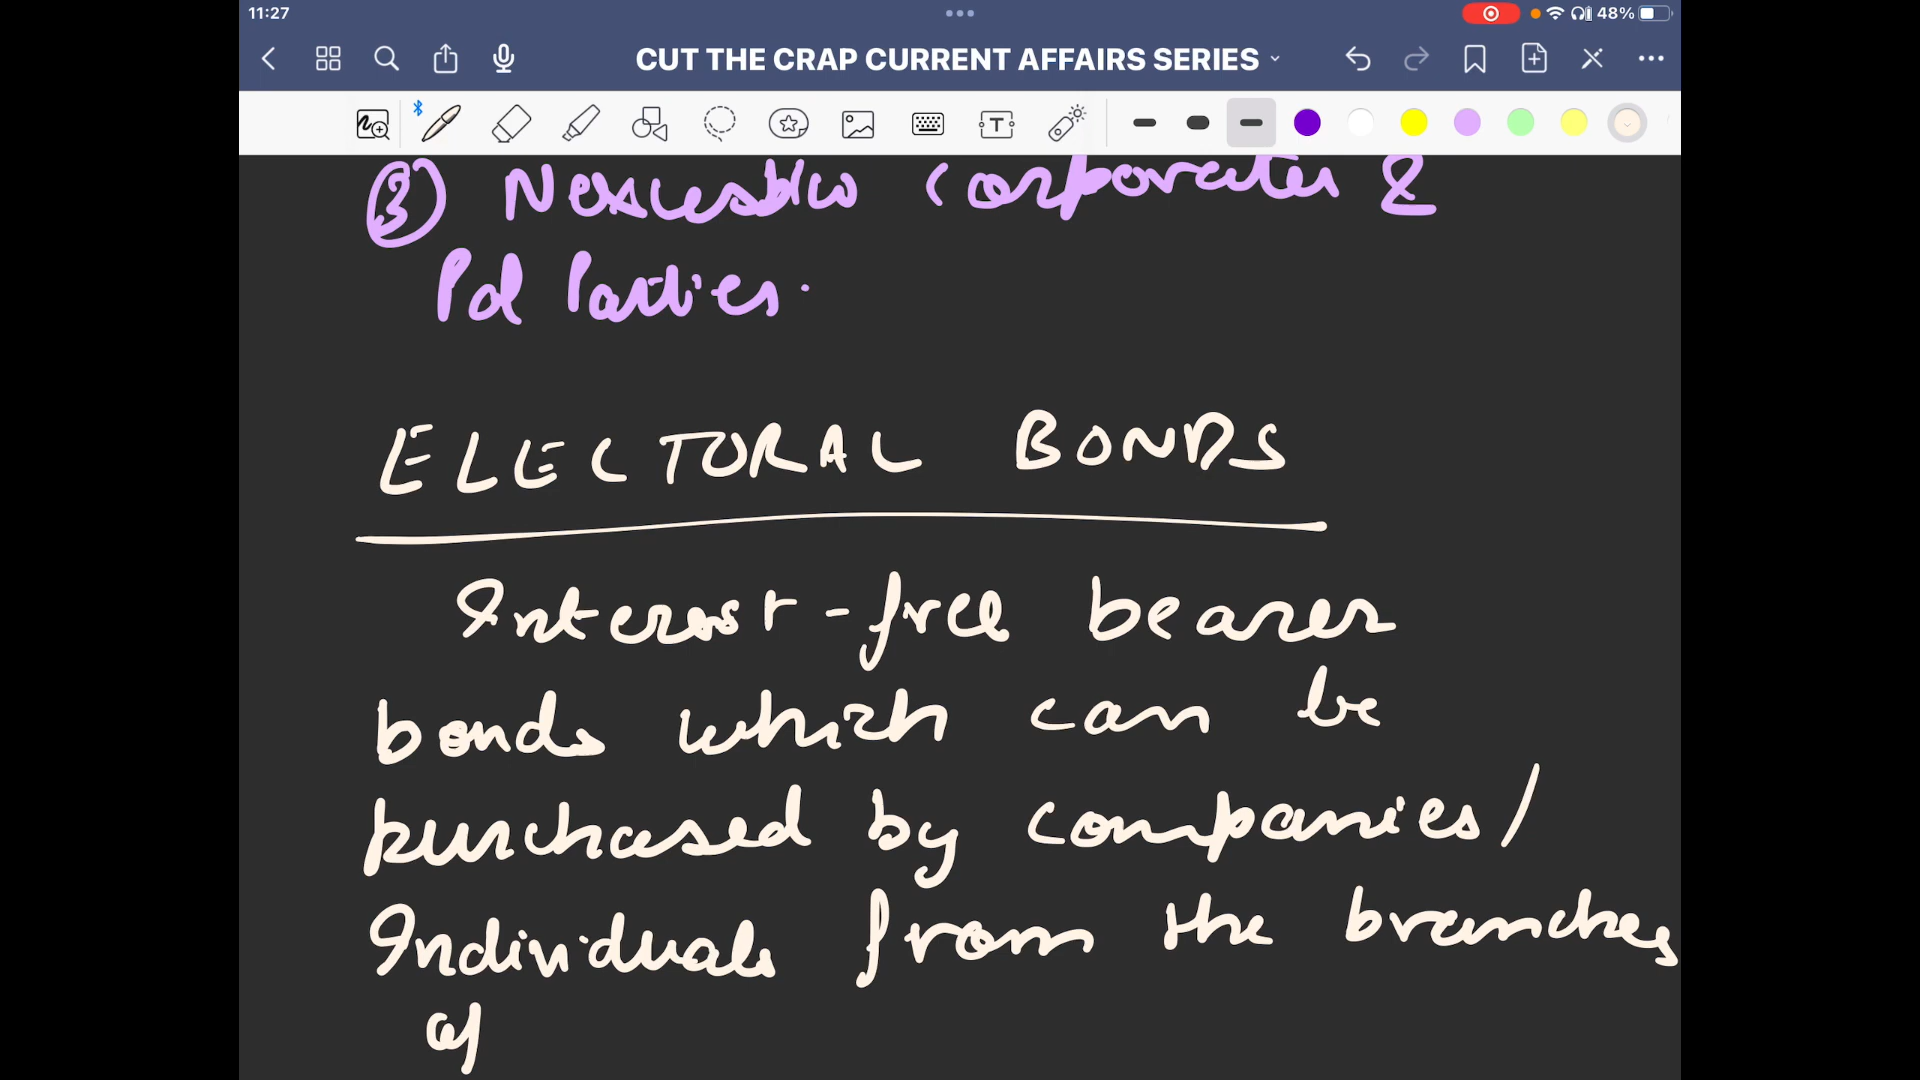 11:27
48%
CUT THE CRAP CURRENT AFFAIRS SERIES
T
③ Nexus b/w Corporates &
Pol Parties.
ELECTORAL BONDS
Interest-free bearer
bonds which can be
purchased by companies/
Individuals from the branches
of